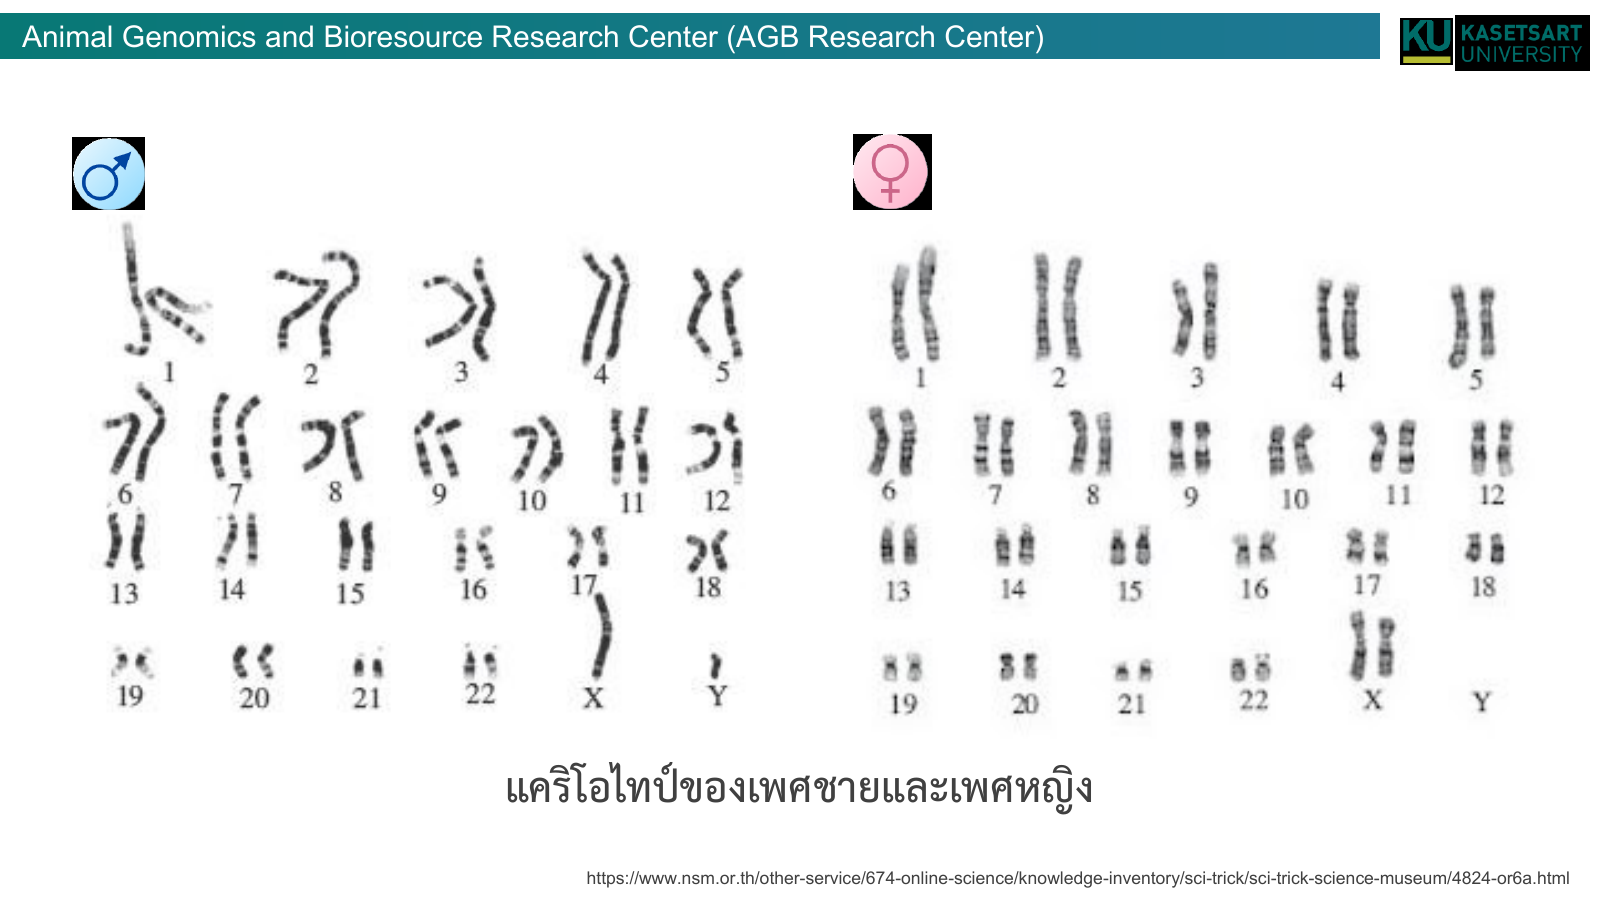 Animal Genomics and Bioresource Research Center (AGB Research Center)
KU KASETSART
UNIVERSITY
1 2 3 4 5
6 7 8 9 10 11 12
13 14 15 16 17 18
19 20 21 22 X Y
1 2 3 4 5
6 7 8 9 10 11 12
13 14 15 16 17 18
19 20 21 22 X Y
แคริโอไทป์ของเพศชายและเพศหญิง
https://www.nsm.or.th/other-service/674-online-science/knowledge-inventory/sci-trick/sci-trick-science-museum/4824-or6a.html